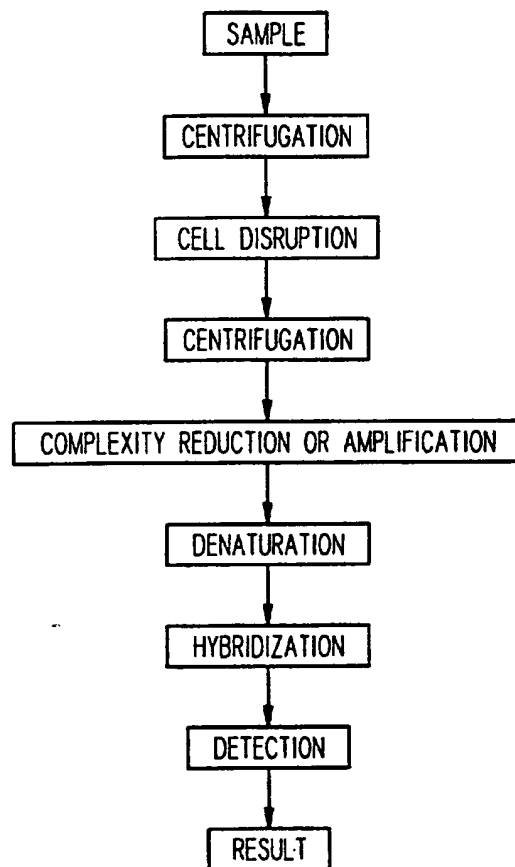 SAMPLE
CENTRIFUGATION
CELL DISRUPTION
CENTRIFUGATION
COMPLEXITY REDUCTION OR AMPLIFICATION
DENATURATION
HYBRIDIZATION
DETECTION
RESULT